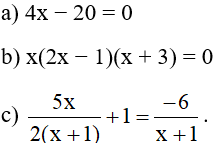 a) 4x − 20 = 0
b) x(2x − 1)(x + 3) = 0
c) 5x / 2(x + 1) + 1 = −6 / x + 1 .